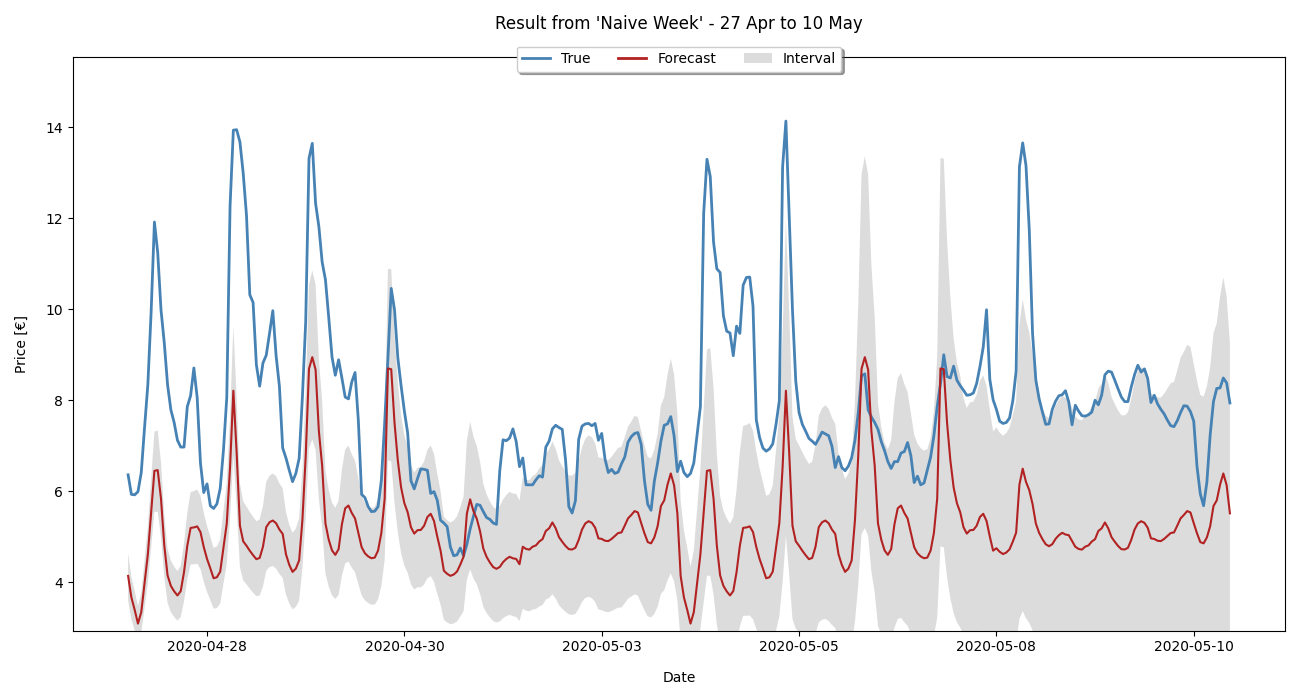 Result from 'Naive Week' - 27 Apr to 10 May
True Forecast Interval
14
12
10
8
6
4
Price [€]
2020-04-28 2020-04-30 2020-05-03 2020-05-05 2020-05-08 2020-05-10
Date